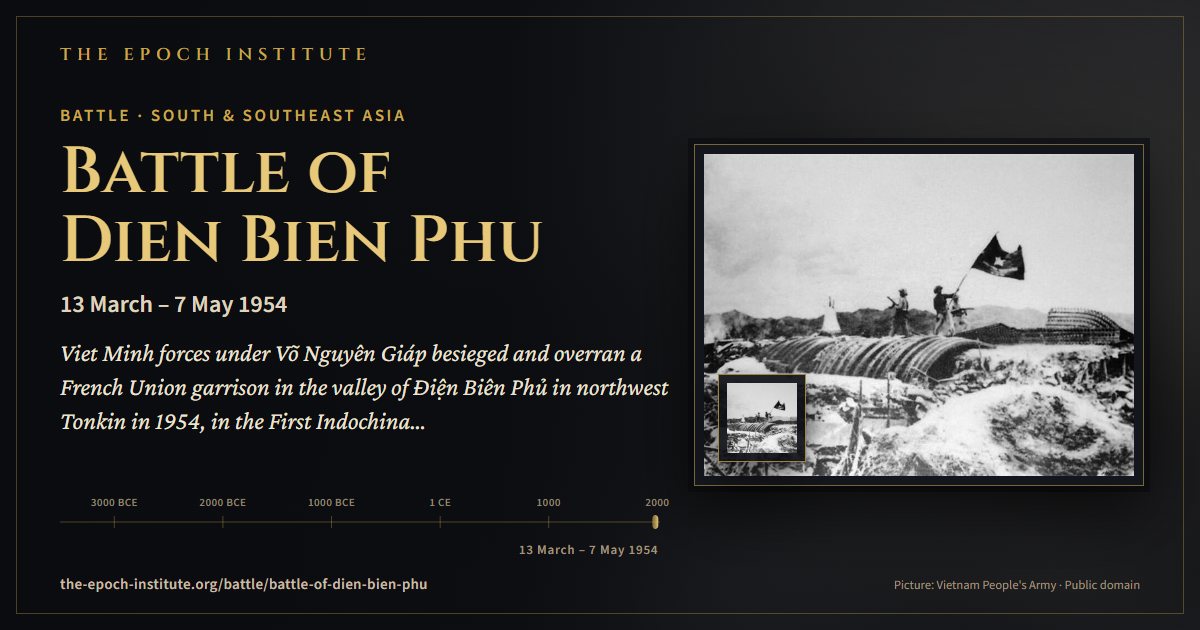 THE EPOCH INSTITUTE
BATTLE · SOUTH & SOUTHEAST ASIA
BATTLE OF
DIEN BIEN PHU
13 March – 7 May 1954
Viet Minh forces under Võ Nguyên Giáp besieged and overran a
French Union garrison in the valley of Điện Biên Phủ in northwest
Tonkin in 1954, in the First Indochina...
3000 BCE 2000 BCE 1000 BCE 1 CE 1000 2000
13 March – 7 May 1954
the-epoch-institute.org/battle/battle-of-dien-bien-phu
Picture: Vietnam People's Army · Public domain